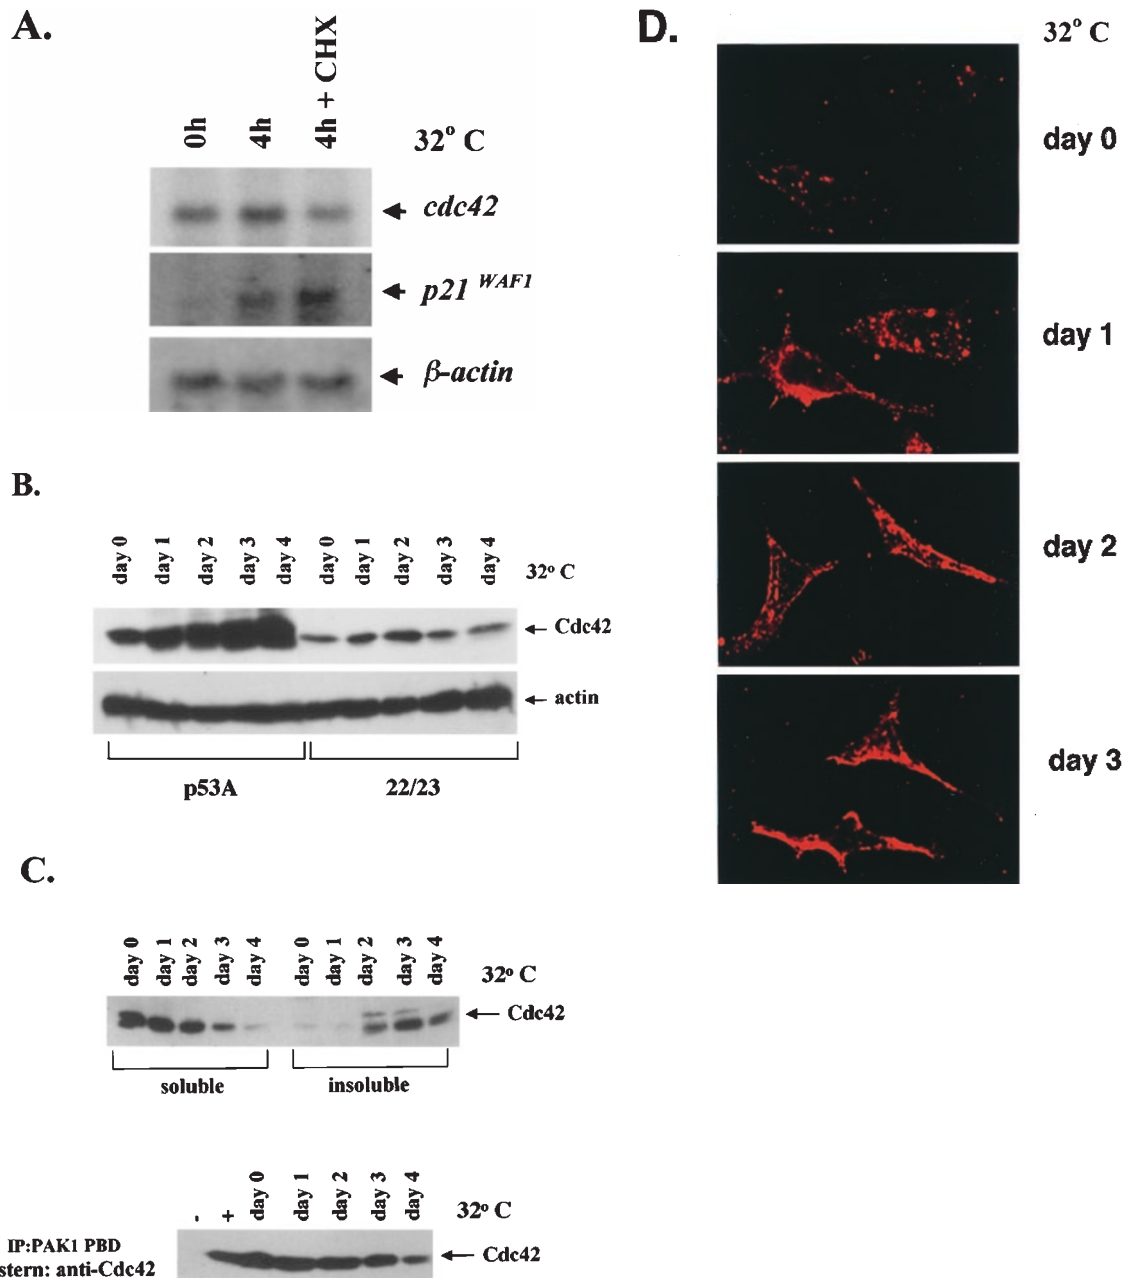 A.
0h 4h 4h + CHX 32° C
cdc42
p21 WAF1
β-actin
B.
day 0 day 1 day 2 day 3 day 4 day 0 day 1 day 2 day 3 day 4 32° C
Cdc42
actin
p53A 22/23
C.
day 0 day 1 day 2 day 3 day 4 day 0 day 1 day 2 day 3 day 4 32° C
Cdc42
soluble insoluble
- + day 0 day 1 day 2 day 3 day 4 32° C
IP:PAK1 PBD
stern: anti-Cdc42
Cdc42
D.
32° C
day 0
day 1
day 2
day 3